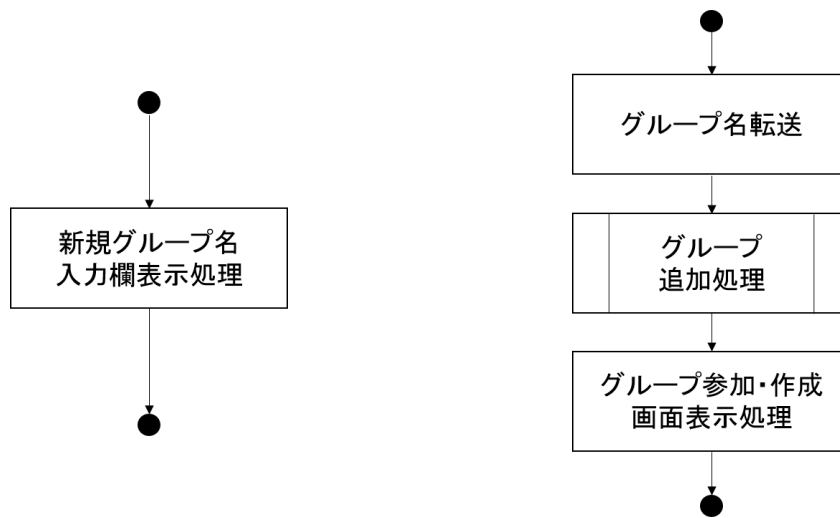 新規グループ名
入力欄表示処理
グループ名転送
グループ
追加処理
グループ参加・作成
画面表示処理